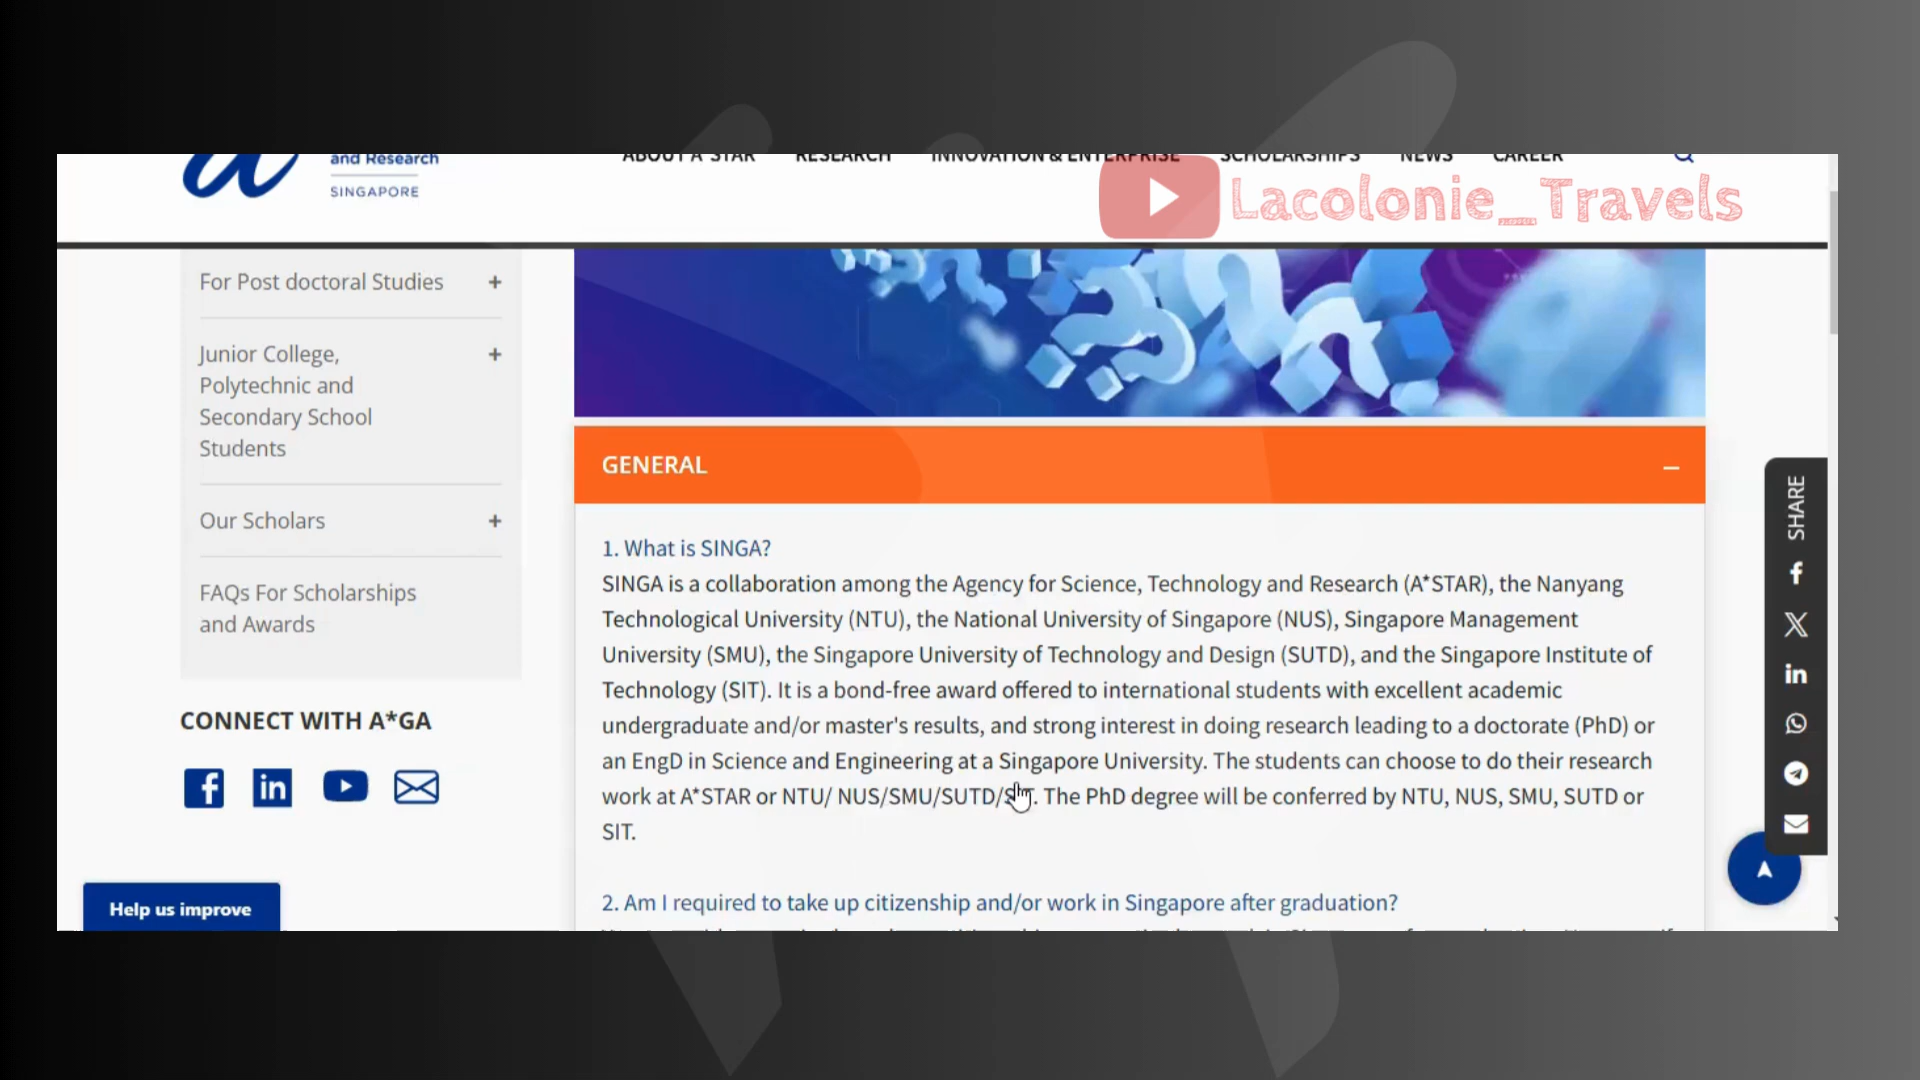 and Research
SINGAPORE
ABOUT A*STAR RESEARCH INNOVATION & ENTERPRISE SCHOLARSHIPS NEWS CAREER
Lacolonie_Travels
For Post doctoral Studies +
Junior College, +
Polytechnic and
Secondary School
Students
Our Scholars +
FAQs For Scholarships
and Awards
CONNECT WITH A*GA
Help us improve
GENERAL
1. What is SINGA?
SINGA is a collaboration among the Agency for Science, Technology and Research (A*STAR), the Nanyang
Technological University (NTU), the National University of Singapore (NUS), Singapore Management
University (SMU), the Singapore University of Technology and Design (SUTD), and the Singapore Institute of
Technology (SIT). It is a bond-free award offered to international students with excellent academic
undergraduate and/or master's results, and strong interest in doing research leading to a doctorate (PhD) or
an EngD in Science and Engineering at a Singapore University. The students can choose to do their research
work at A*STAR or NTU/ NUS/SMU/SUTD/SIT. The PhD degree will be conferred by NTU, NUS, SMU, SUTD or
SIT.
2. Am I required to take up citizenship and/or work in Singapore after graduation?
SHARE